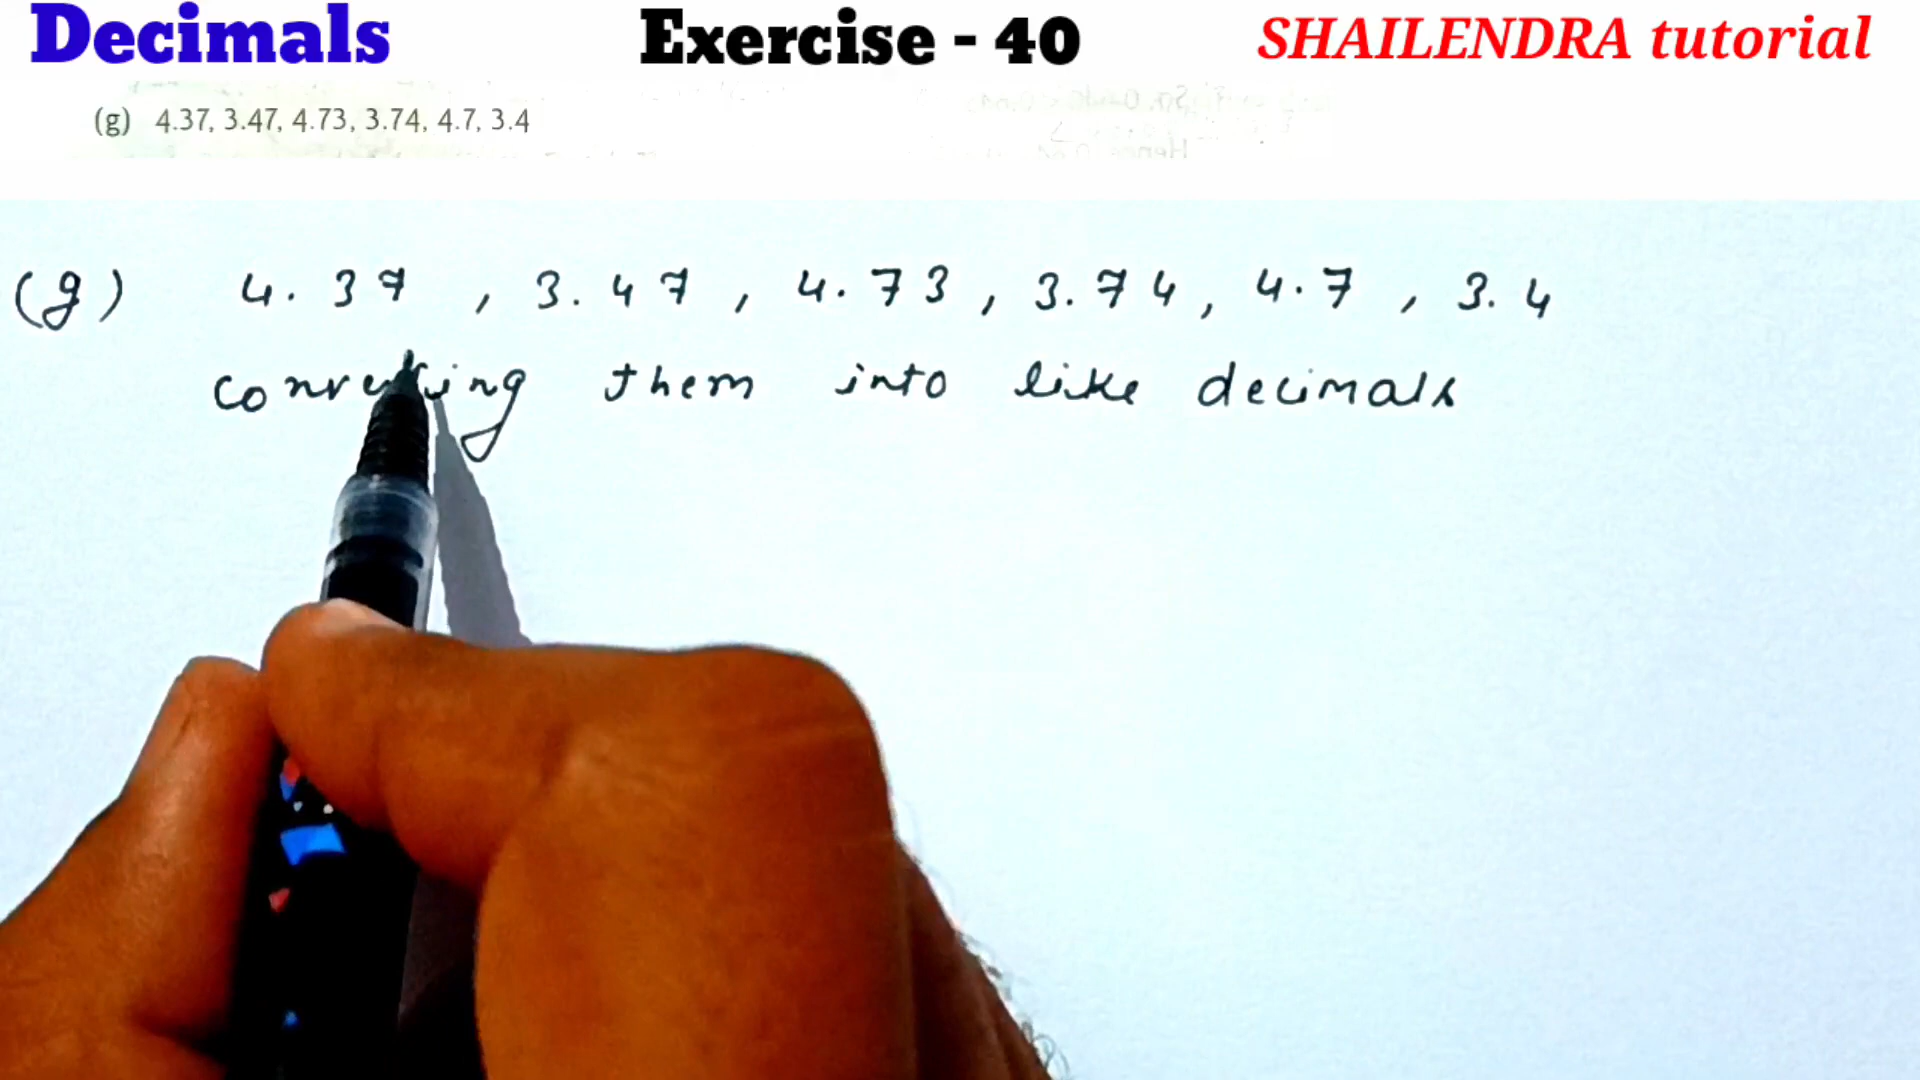 Decimals Exercise - 40 SHAILENDRA tutorial
(g) 4.37, 3.47, 4.73, 3.74, 4.7, 3.4
(g) 4.37, 3.47, 4.73, 3.74, 4.7, 3.4
converting them into like decimals